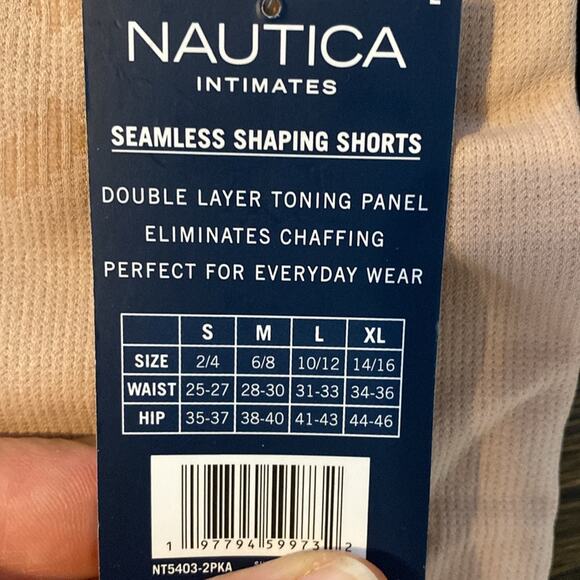 NAUTICA
INTIMATES
SEAMLESS SHAPING SHORTS
DOUBLE LAYER TONING PANEL
ELIMINATES CHAFFING
PERFECT FOR EVERYDAY WEAR
S M L XL
SIZE 2/4 6/8 10/12 14/16
WAIST 25-27 28-30 31-33 34-36
HIP 35-37 38-40 41-43 44-46
1 97794 59973 2
NT5403-2PKA